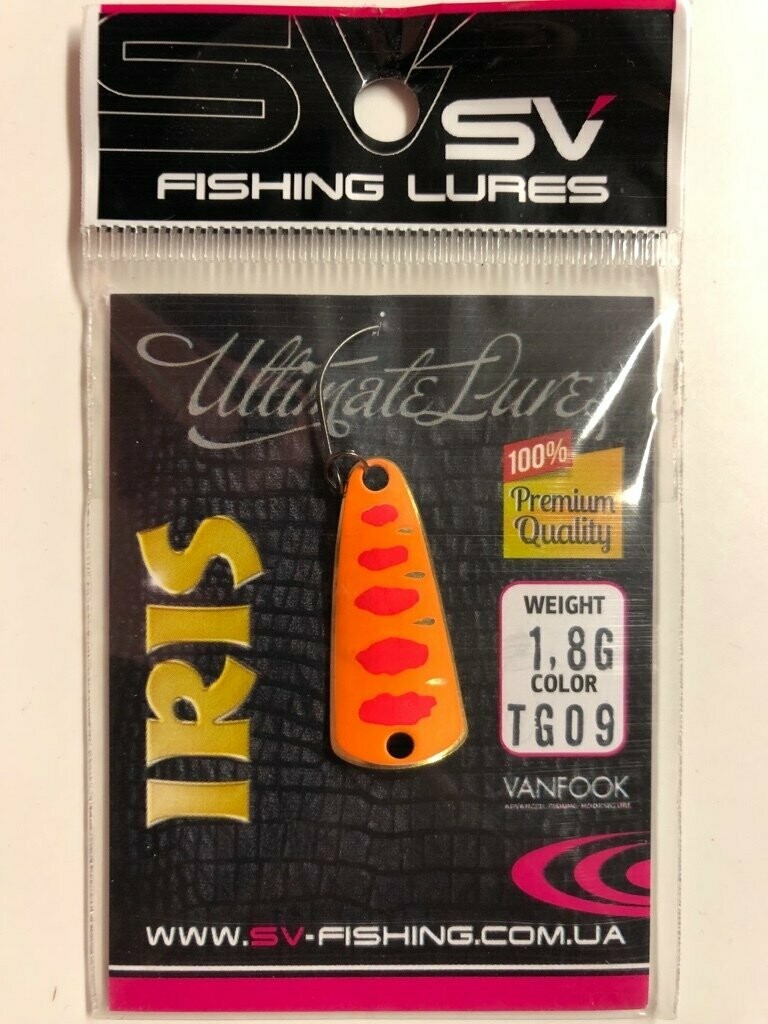 SV
SV
FISHING LURES
Ultimate Lures
100%
Premium
Quality
IRIS
WEIGHT
1,8G
COLOR
TG09
VANFOOK
WWW.SV-FISHING.COM.UA